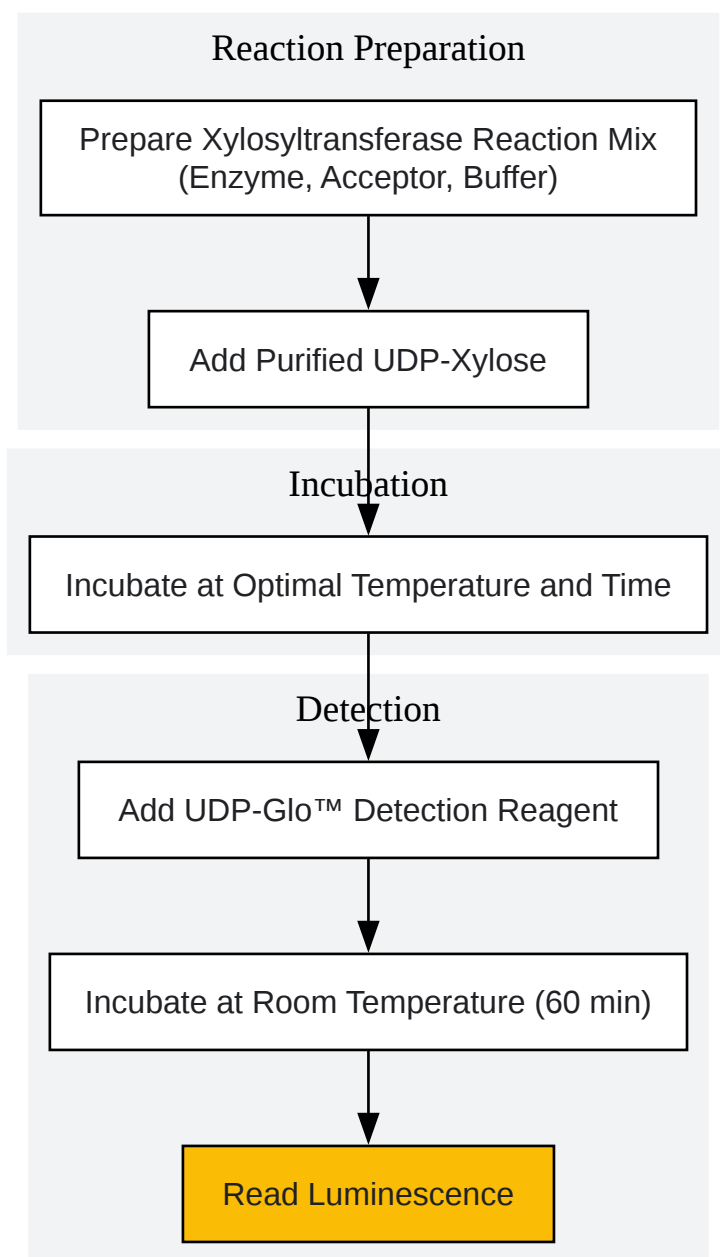 Reaction Preparation
Prepare Xylosyltransferase Reaction Mix
(Enzyme, Acceptor, Buffer)
Add Purified UDP-Xylose
Incubation
Incubate at Optimal Temperature and Time
Detection
Add UDP-Glo™ Detection Reagent
Incubate at Room Temperature (60 min)
Read Luminescence